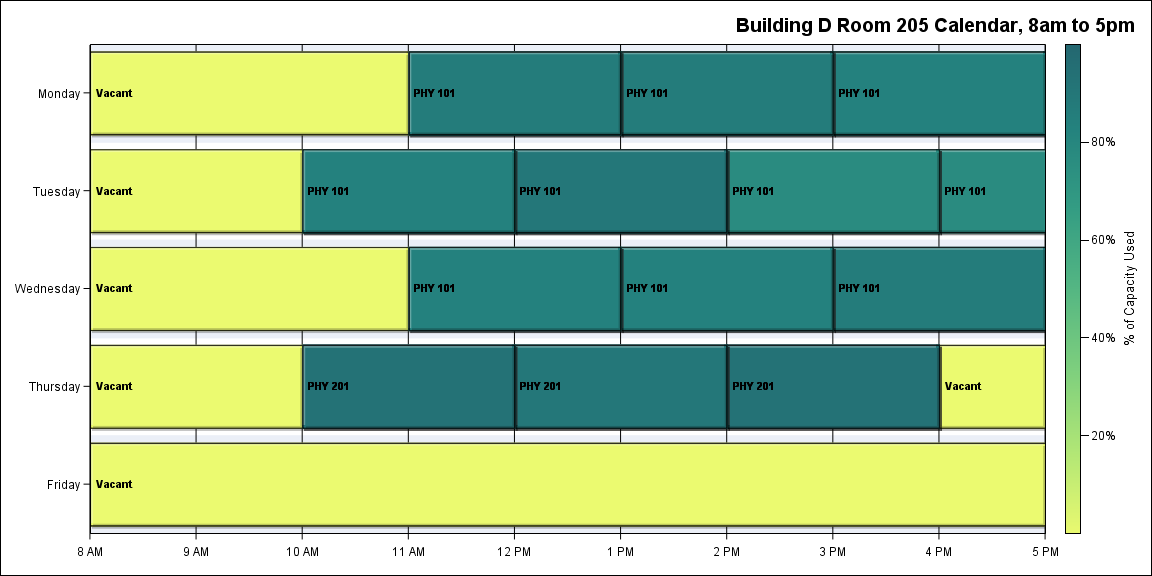 Building D Room 205 Calendar, 8am to 5pm
Monday
Vacant
PHY 101
PHY 101
PHY 101
Tuesday
Vacant
PHY 101
PHY 101
PHY 101
PHY 101
Wednesday
Vacant
PHY 101
PHY 101
PHY 101
Thursday
Vacant
PHY 201
PHY 201
PHY 201
Vacant
Friday
Vacant
8 AM
9 AM
10 AM
11 AM
12 PM
1 PM
2 PM
3 PM
4 PM
5 PM
80%
60%
40%
20%
% of Capacity Used